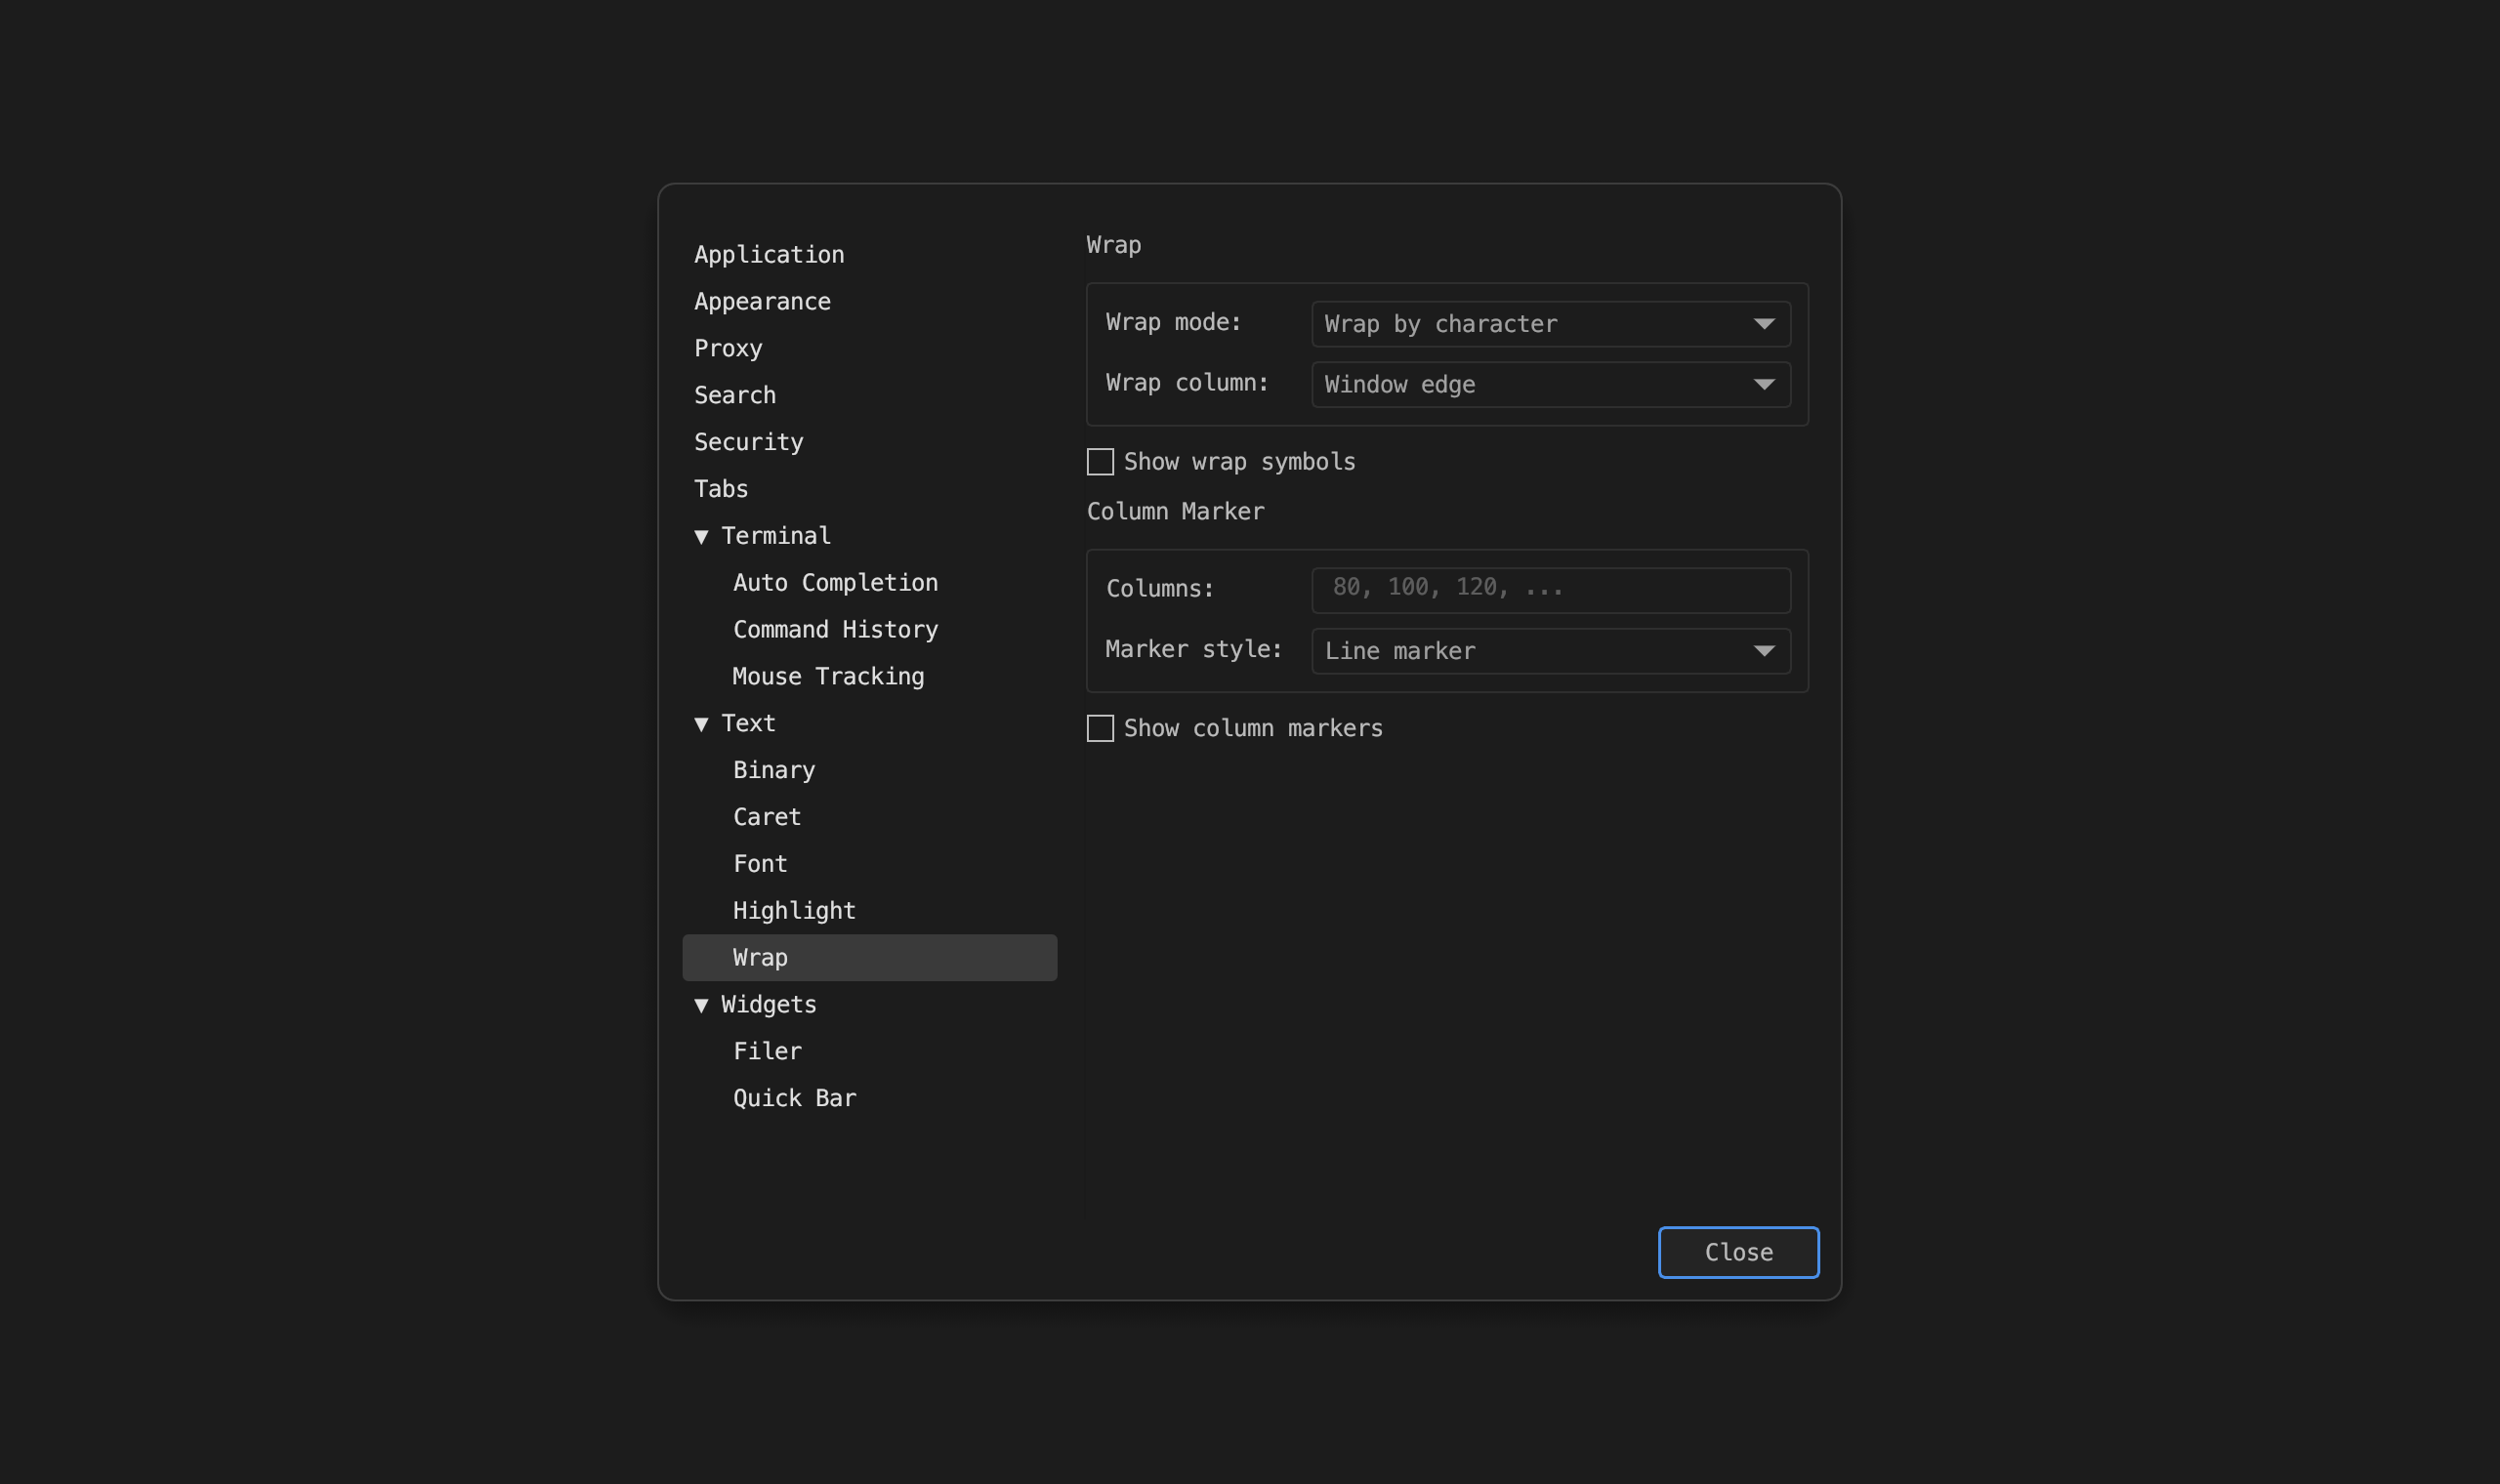 Application
Appearance
Proxy
Search
Security
Tabs
▼ Terminal
Auto Completion
Command History
Mouse Tracking
▼ Text
Binary
Caret
Font
Highlight
Wrap
▼ Widgets
Filer
Quick Bar
Wrap
Wrap mode: Wrap by character
Wrap column: Window edge
Show wrap symbols
Column Marker
Columns: 80, 100, 120, ...
Marker style: Line marker
Show column markers
Close